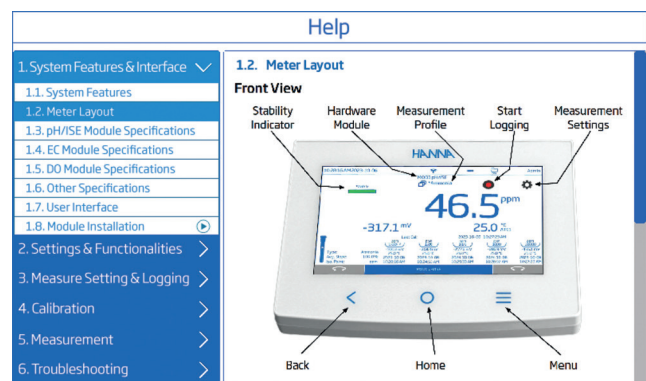 Help
1. System Features & Interface
1.1. System Features
1.2. Meter Layout
1.3. pH/ISE Module Specifications
1.4. EC Module Specifications
1.5. DO Module Specifications
1.6. Other Specifications
1.7. User Interface
1.8. Module Installation
2. Settings & Functionalities
3. Measure Setting & Logging
4. Calibration
5. Measurement
6. Troubleshooting
1.2. Meter Layout
Front View
Stability Indicator
Hardware Module
Measurement Profile
Start Logging
Measurement Settings
HANNA
46.5 ppm
-317.1 mV
25.0 °C
Back
Home
Menu